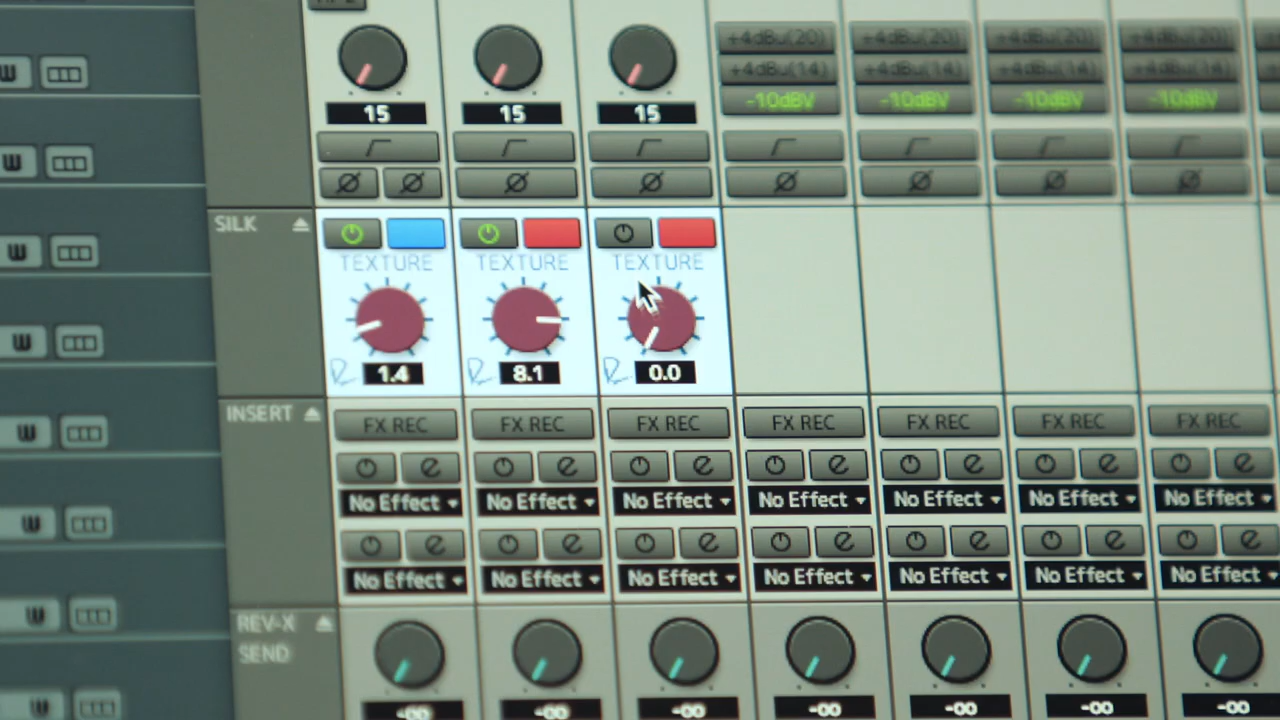 +4dBu(20) +4dBu(20) +4dBu(20) +4dBu(20)
+4dBu(14) +4dBu(14) +4dBu(14) +4dBu(14)
-10dBV -10dBV -10dBV -10dBV
15 15 15
SILK
TEXTURE TEXTURE TEXTURE
1.4 8.1 0.0
INSERT
FX REC FX REC FX REC FX REC FX REC FX REC FX REC
No Effect No Effect No Effect No Effect No Effect No Effect No Effect
No Effect No Effect No Effect No Effect No Effect No Effect No Effect
REV-X
SEND
-oo -oo -oo -oo -oo -oo -oo